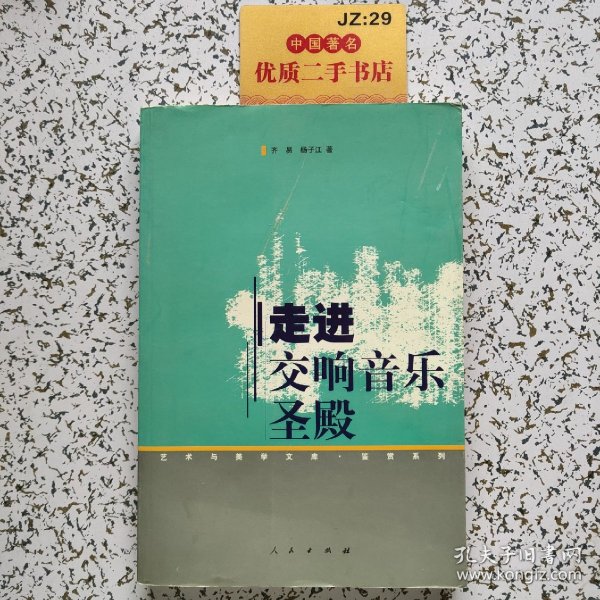 JZ:29
中国著名
优质二手书店
齐 易 杨子江 著
走进
交响音乐
圣殿
艺术与美学文库·鉴赏系列
人民出版社
孔夫子旧书网
www.kongfz.com